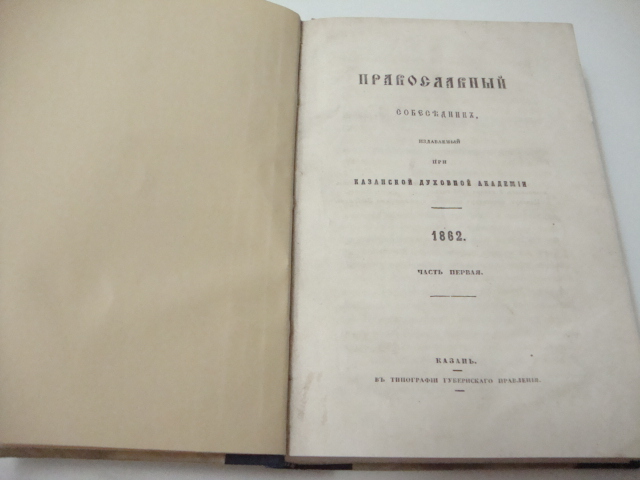 ПРАВОСЛАВНЫЙ
СОБЕСѢДНИКЪ,
ИЗДАВАЕМЫЙ
ПРИ
КАЗАНСКОЙ ДУХОВНОЙ АКАДЕМІИ
1862.
ЧАСТЬ ПЕРВАЯ.
КАЗАНЬ.
ВЪ ТИПОГРАФІИ ГУБЕРНСКАГО ПРАВЛЕНІЯ.